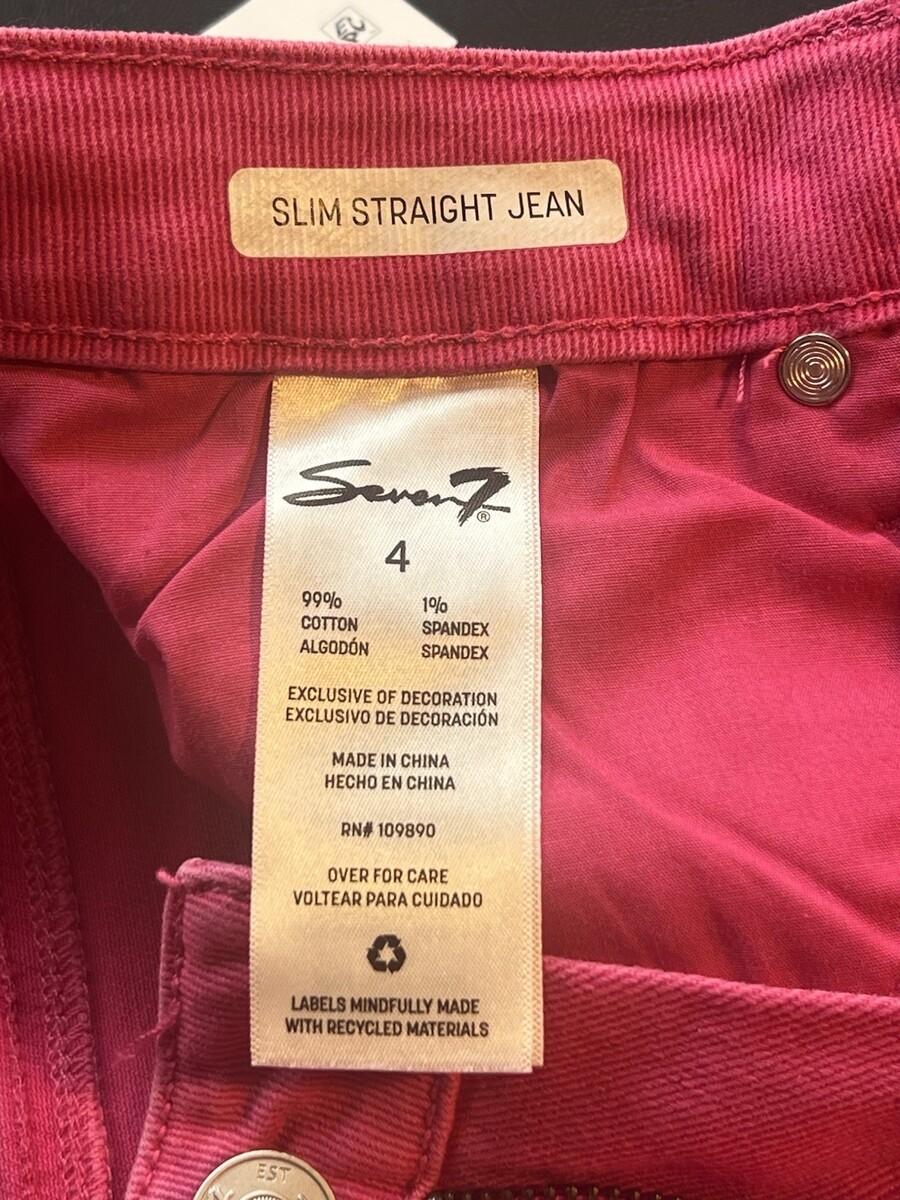 SLIM STRAIGHT JEAN
Seven7®
4
99% 1%
COTTON SPANDEX
ALGODÓN SPANDEX
EXCLUSIVE OF DECORATION
EXCLUSIVO DE DECORACIÓN
MADE IN CHINA
HECHO EN CHINA
RN# 109890
OVER FOR CARE
VOLTEAR PARA CUIDADO
LABELS MINDFULLY MADE
WITH RECYCLED MATERIALS
EST